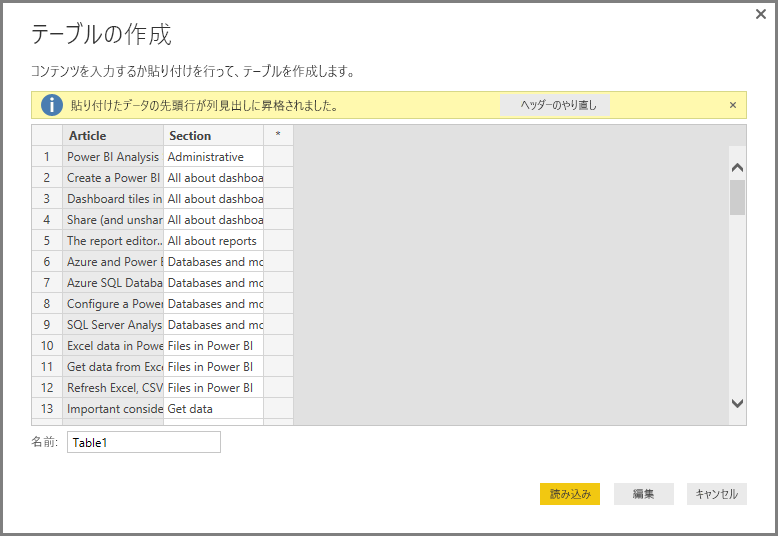 テーブルの作成
コンテンツを入力するか貼り付けを行って、テーブルを作成します。
貼り付けたデータの先頭行が列見出しに昇格されました。 ヘッダーのやり直し
Article Section *
1 Power BI Analysis Administrative
2 Create a Power BI All about dashboa
3 Dashboard tiles in All about dashboa
4 Share (and unshar All about dashboa
5 The report editor.. All about reports
6 Azure and Power B Databases and mo
7 Azure SQL Databa Databases and mo
8 Configure a Power Databases and mo
9 SQL Server Analys Databases and mo
10 Excel data in Powe Files in Power BI
11 Get data from Exce Files in Power BI
12 Refresh Excel, CSV Files in Power BI
13 Important conside Get data
名前: Table1
読み込み 編集 キャンセル